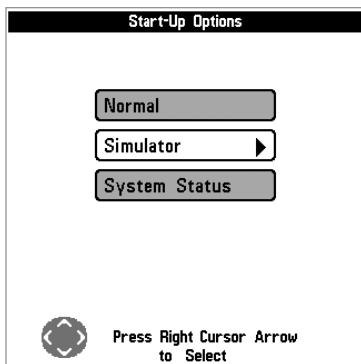 Start-Up Options
Normal
Simulator
System Status
Press Right Cursor Arrow
to Select